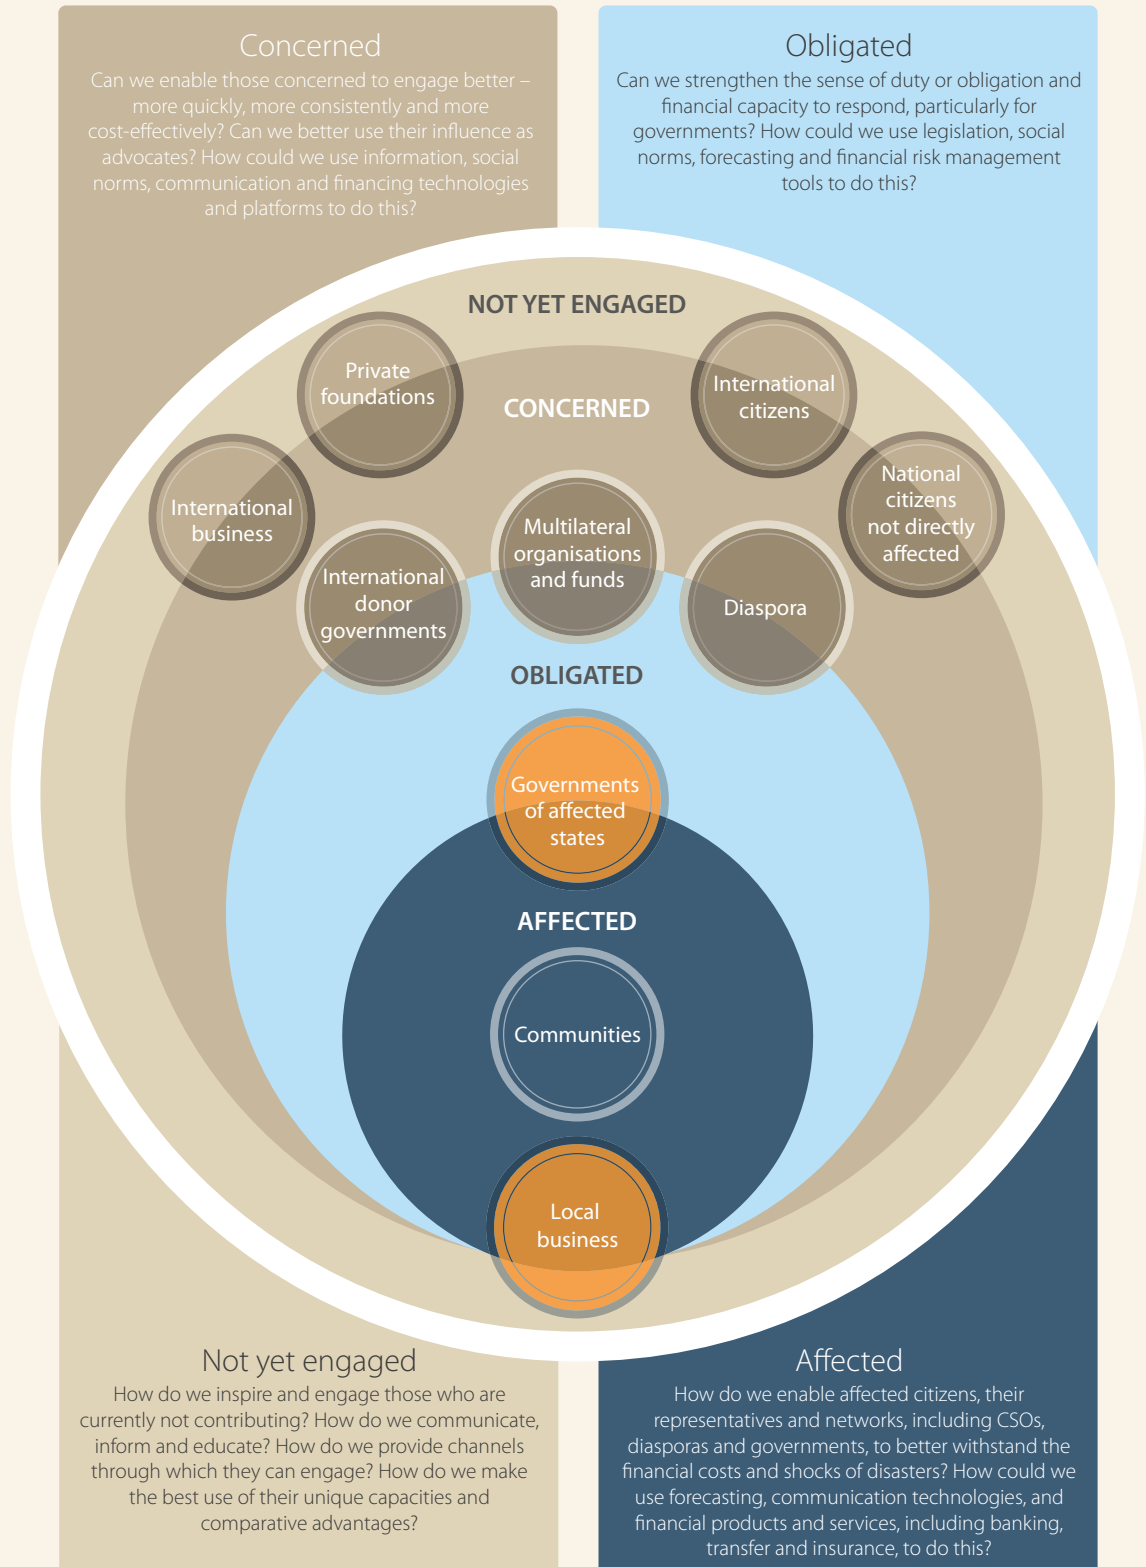 Concerned
Can we enable those concerned to engage better –
more quickly, more consistently and more
cost-effectively? Can we better use their influence as
advocates? How could we use information, social
norms, communication and financing technologies
and platforms to do this?
Obligated
Can we strengthen the sense of duty or obligation and
financial capacity to respond, particularly for
governments? How could we use legislation, social
norms, forecasting and financial risk management
tools to do this?
NOT YET ENGAGED
Private
foundations
International
citizens
CONCERNED
International
business
National
citizens
not directly
affected
International
donor
governments
Multilateral
organisations
and funds
Diaspora
OBLIGATED
Governments
of affected
states
AFFECTED
Communities
Local
business
Not yet engaged
How do we inspire and engage those who are
currently not contributing? How do we communicate,
inform and educate? How do we provide channels
through which they can engage? How do we make
the best use of their unique capacities and
comparative advantages?
Affected
How do we enable affected citizens, their
representatives and networks, including CSOs,
diasporas and governments, to better withstand the
financial costs and shocks of disasters? How could we
use forecasting, communication technologies, and
financial products and services, including banking,
transfer and insurance, to do this?